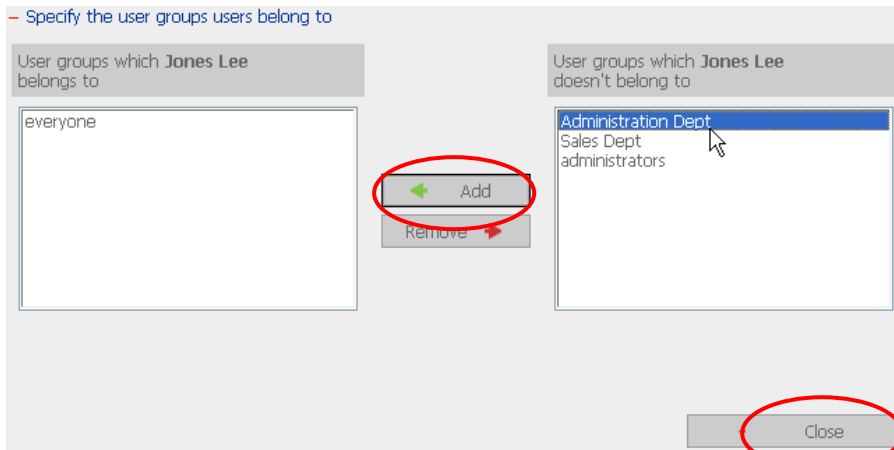 – Specify the user groups users belong to
User groups which Jones Lee
belongs to
everyone
Add
Remove
User groups which Jones Lee
doesn't belong to
Administration Dept
Sales Dept
administrators
Close